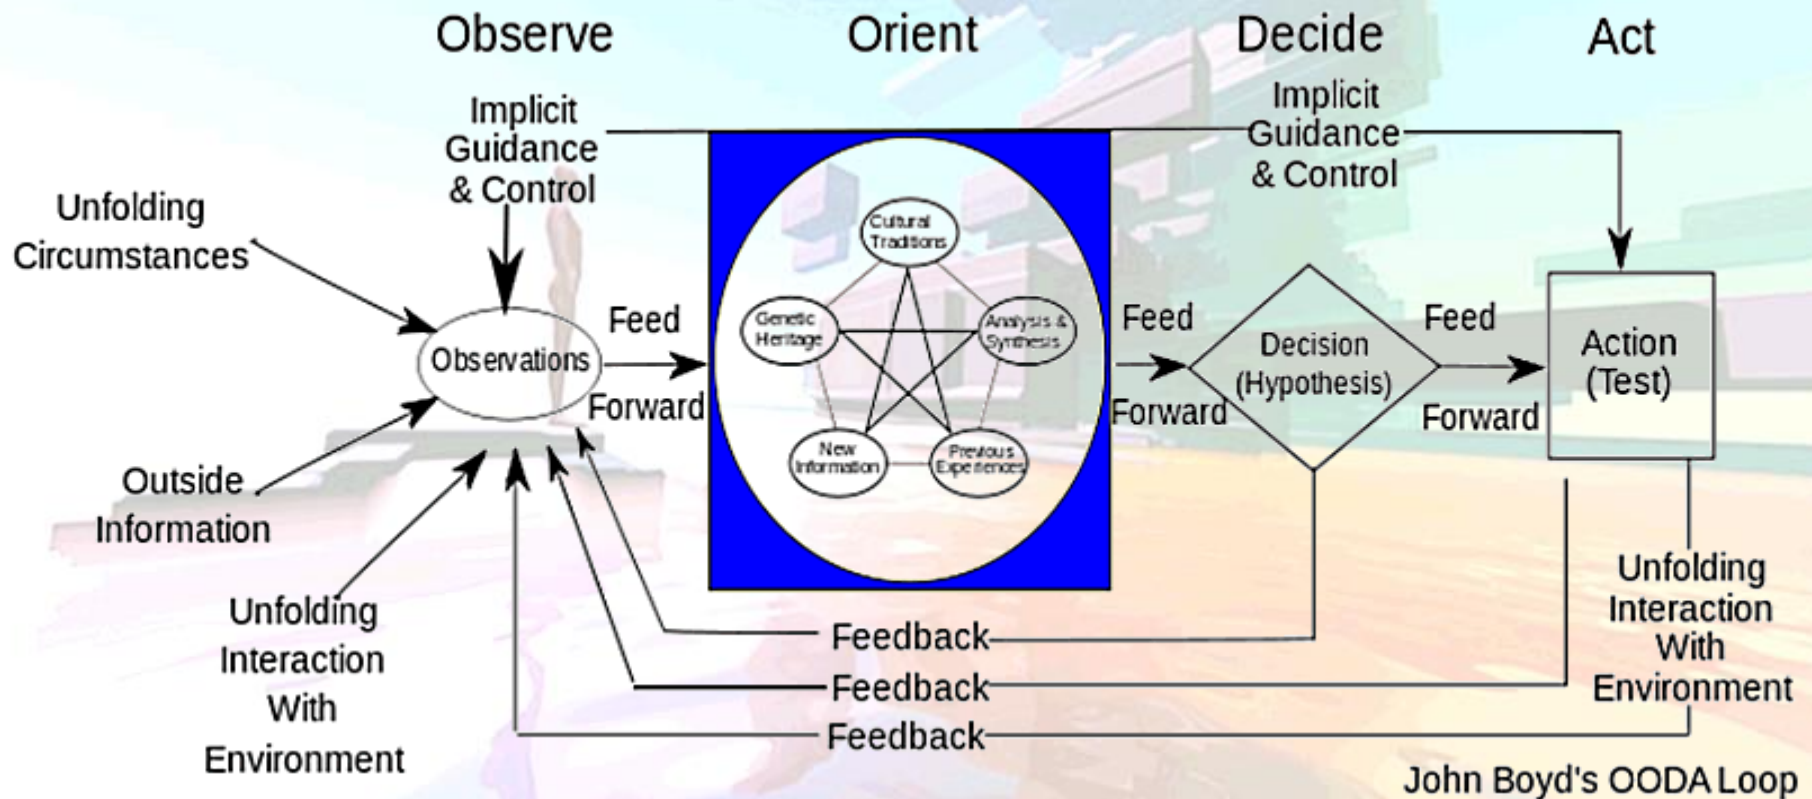 Observe
Orient
Decide
Act
Implicit
Guidance
& Control
Implicit
Guidance
& Control
Unfolding
Circumstances
Observations
Outside
Information
Unfolding
Interaction
With
Environment
Feed
Forward
Cultural
Traditions
Genetic
Heritage
Analysis &
Synthesis
New
Information
Previous
Experiences
Feed
Forward
Decision
(Hypothesis)
Feed
Forward
Action
(Test)
Unfolding
Interaction
With
Environment
Feedback
Feedback
Feedback
John Boyd's OODA Loop